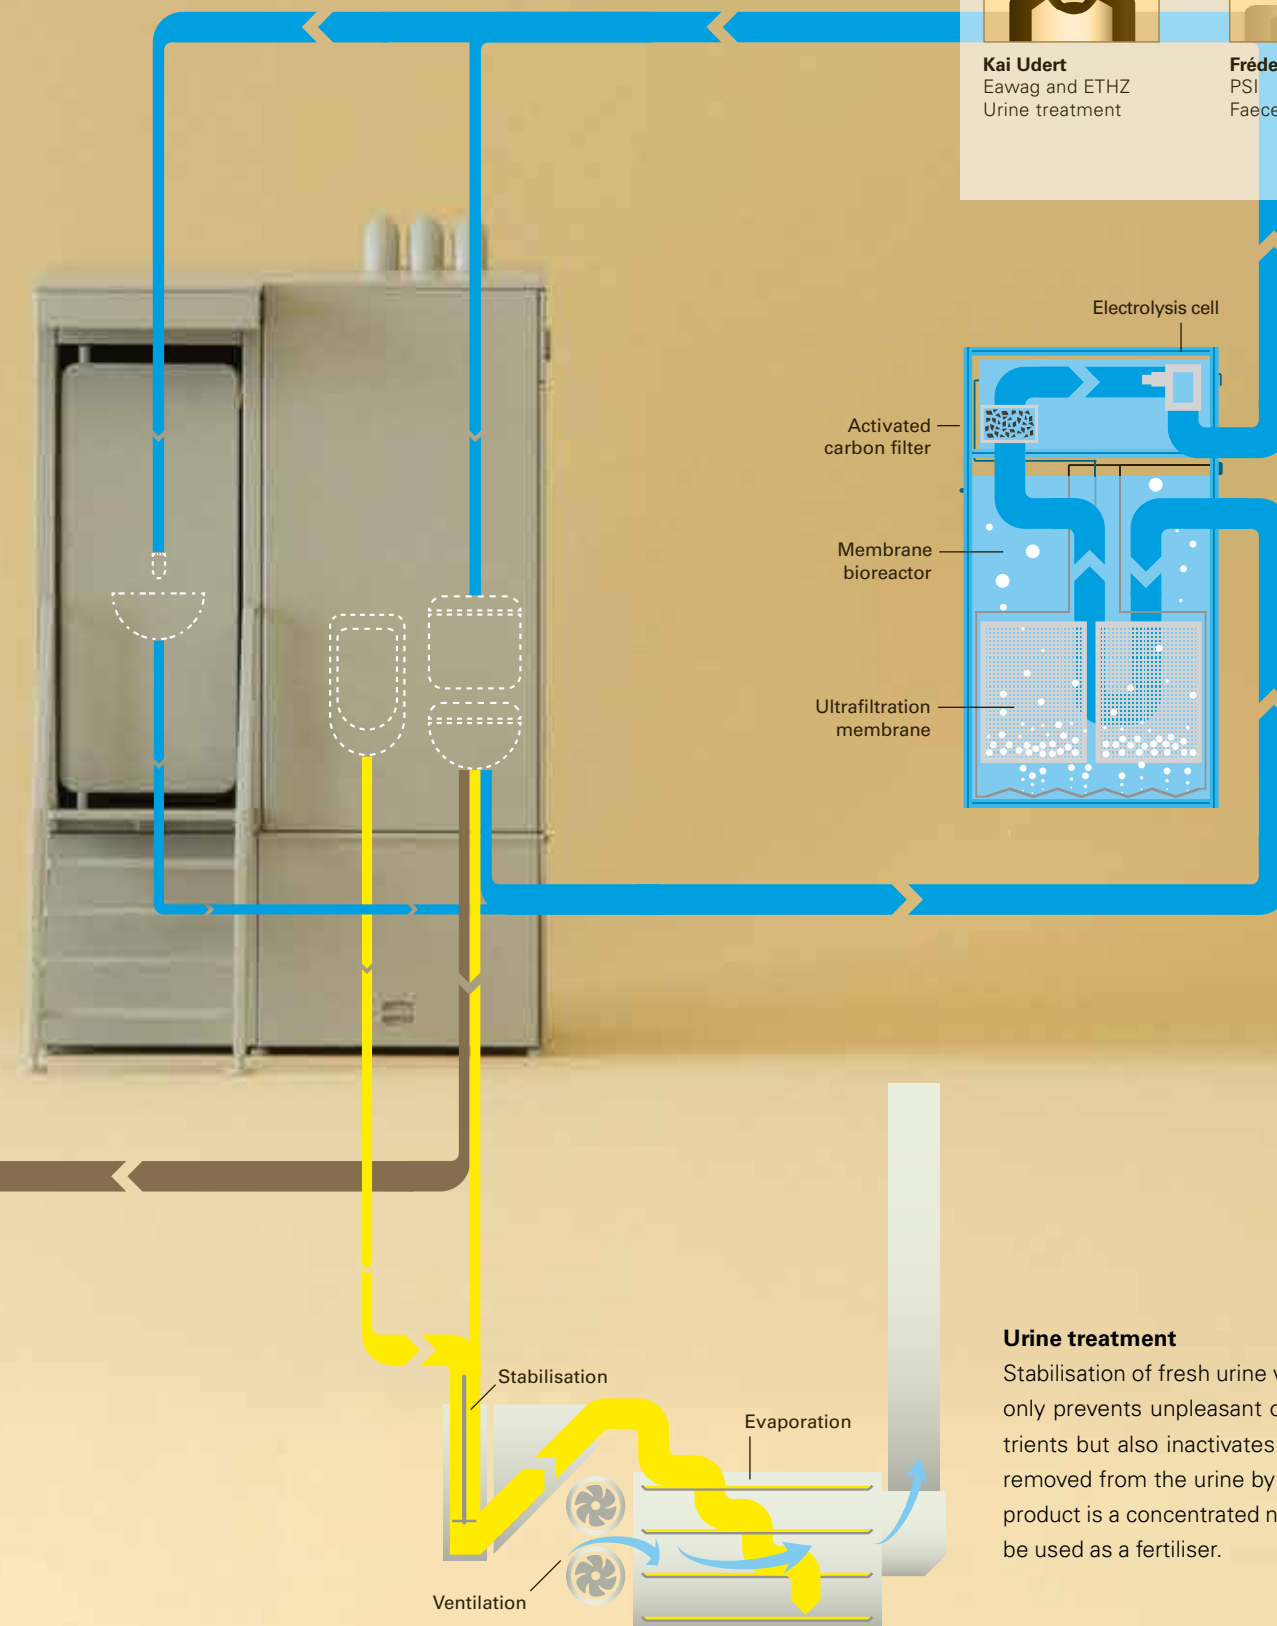 Kai Udert
Eawag and ETHZ
Urine treatment
PSI
Electrolysis cell
Activated
carbon filter
Membrane
bioreactor
Ultrafiltration
membrane
Urine treatment
Stabilisation of fresh urine
only prevents unpleasant
trients but also inactivates
removed from the urine by
product is a concentrated
be used as a fertiliser.
Stabilisation
Evaporation
Ventilation